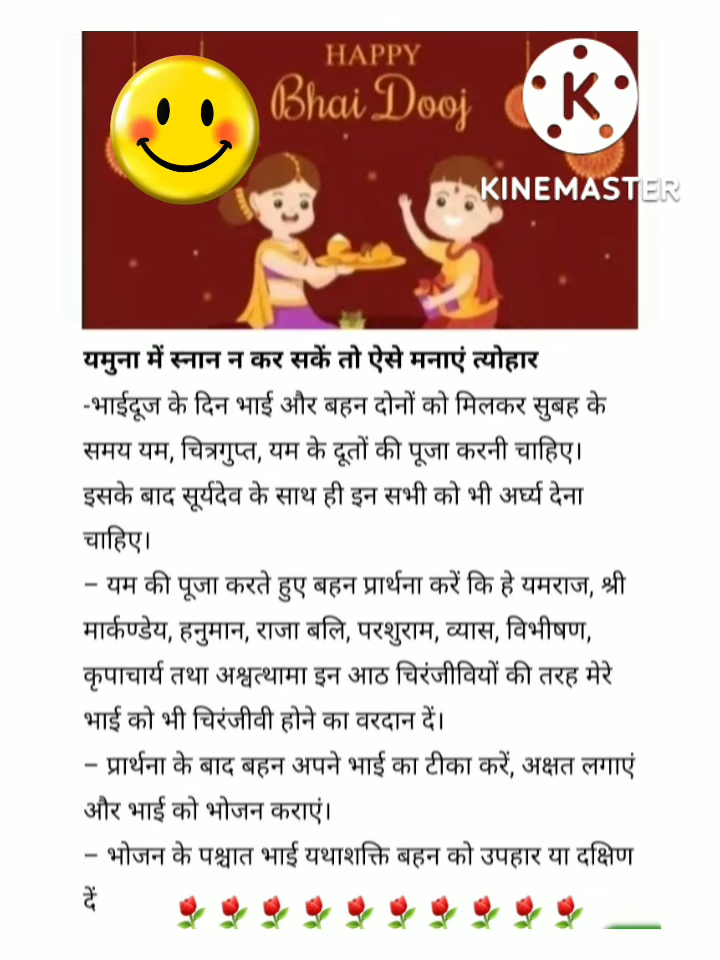 HAPPY
Bhai Dooj
K
KINEMASTER
यमुना में स्नान न कर सकें तो ऐसे मनाएं त्योहार
-भाईदूज के दिन भाई और बहन दोनों को मिलकर सुबह के
समय यम, चित्रगुप्त, यम के दूतों की पूजा करनी चाहिए।
इसके बाद सूर्यदेव के साथ ही इन सभी को भी अर्घ्य देना
चाहिए।
– यम की पूजा करते हुए बहन प्रार्थना करें कि हे यमराज, श्री
मार्कण्डेय, हनुमान, राजा बलि, परशुराम, व्यास, विभीषण,
कृपाचार्य तथा अश्वत्थामा इन आठ चिरंजीवियों की तरह मेरे
भाई को भी चिरंजीवी होने का वरदान दें।
– प्रार्थना के बाद बहन अपने भाई का टीका करें, अक्षत लगाएं
और भाई को भोजन कराएं।
– भोजन के पश्चात भाई यथाशक्ति बहन को उपहार या दक्षिण
दें